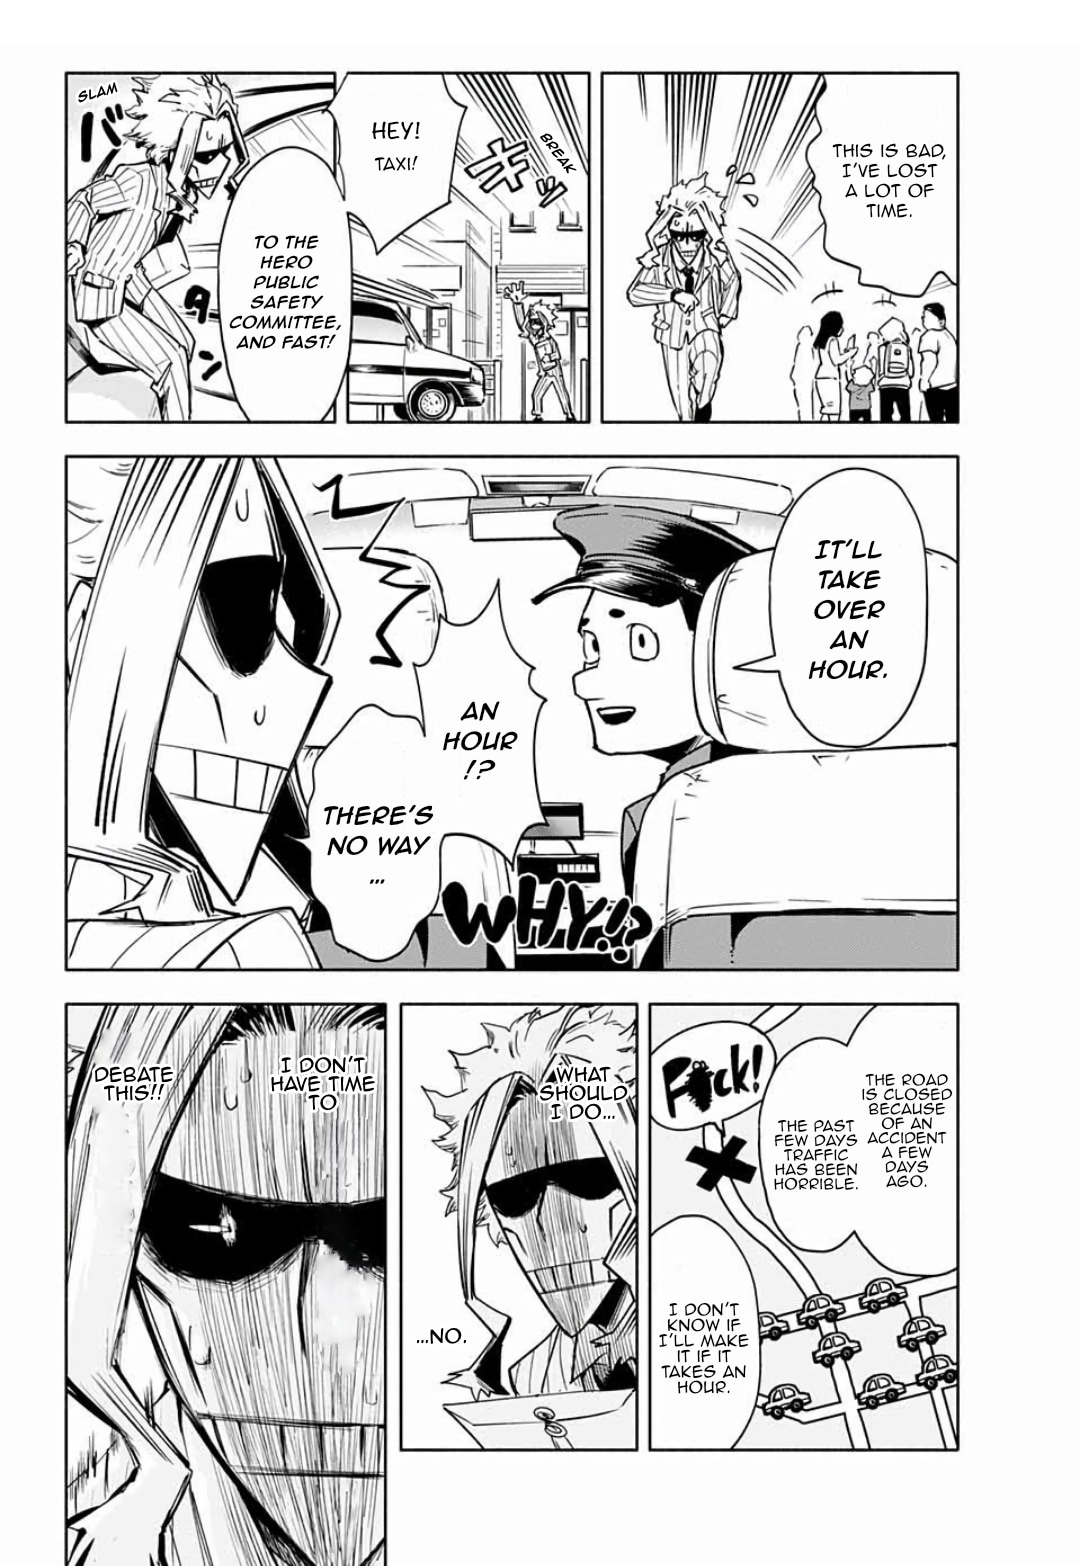 THIS IS BAD,
I'VE LOST
A LOT OF
TIME.
BREAK
キキッ
HEY!
TAXI!
SLAM
バン
TO THE
HERO
PUBLIC
SAFETY
COMMITTEE,
AND FAST!
IT'LL
TAKE
OVER
AN
HOUR.
AN
HOUR
!?
THERE'S
NO WAY
...
WHY!!?
THE ROAD
IS CLOSED
BECAUSE
OF AN
ACCIDENT
A FEW
DAYS
AGO.
THE PAST
FEW DAYS
TRAFFIC
HAS BEEN
HORRIBLE.
F ck!
I DON'T
KNOW IF
I'LL MAKE
IT IF IT
TAKES AN
HOUR.
WHAT
SHOULD
I DO...
...NO.
I DON'T
HAVE TIME
TO
DEBATE
THIS!!